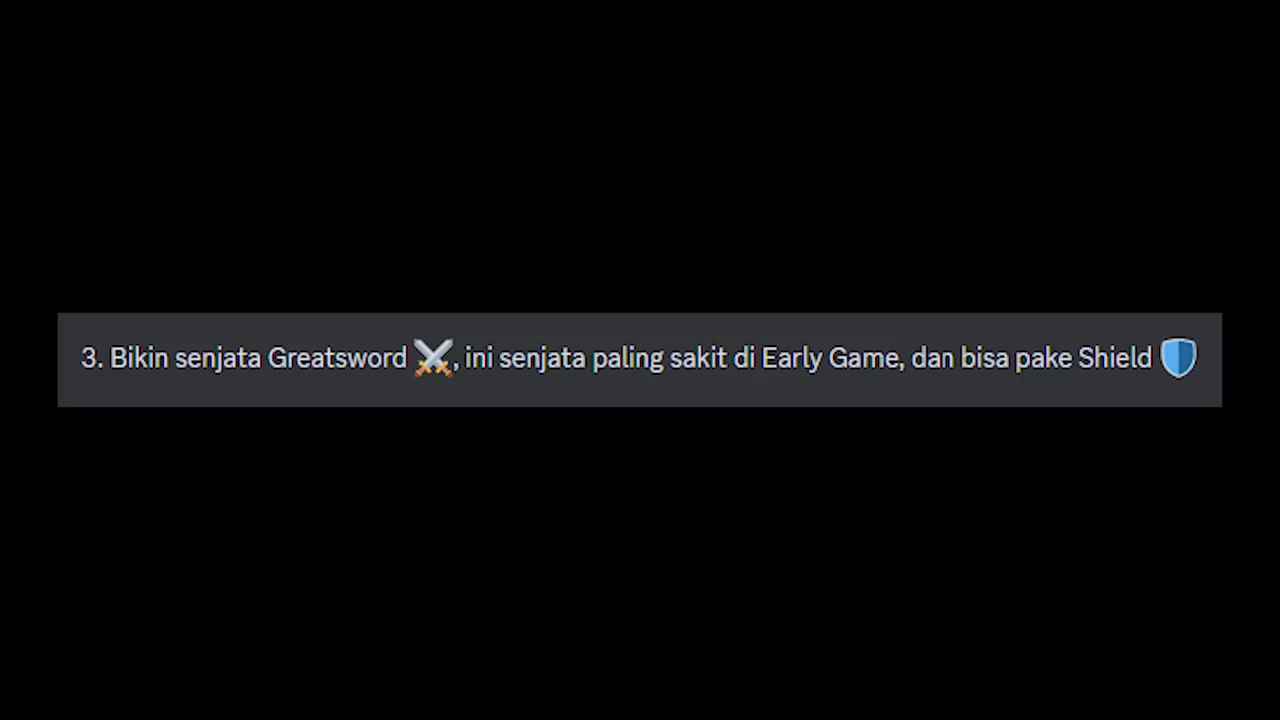 3. Bikin senjata Greatsword ⚔️, ini senjata paling sakit di Early Game, dan bisa pake Shield 🛡️